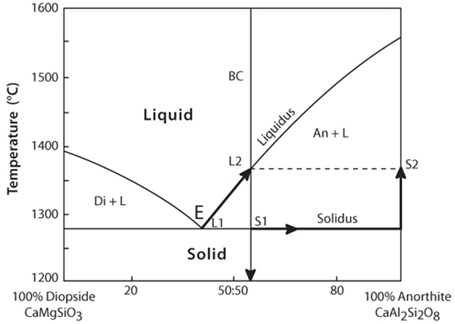 1600
1500
1400
1300
1200
Temperature (°C)
BC
Liquid
Liquidus
An + L
L2
S2
Di + L
E
L1
S1
Solidus
Solid
20
50:50
80
100% Diopside
CaMgSiO3
100% Anorthite
CaAl2Si2O8